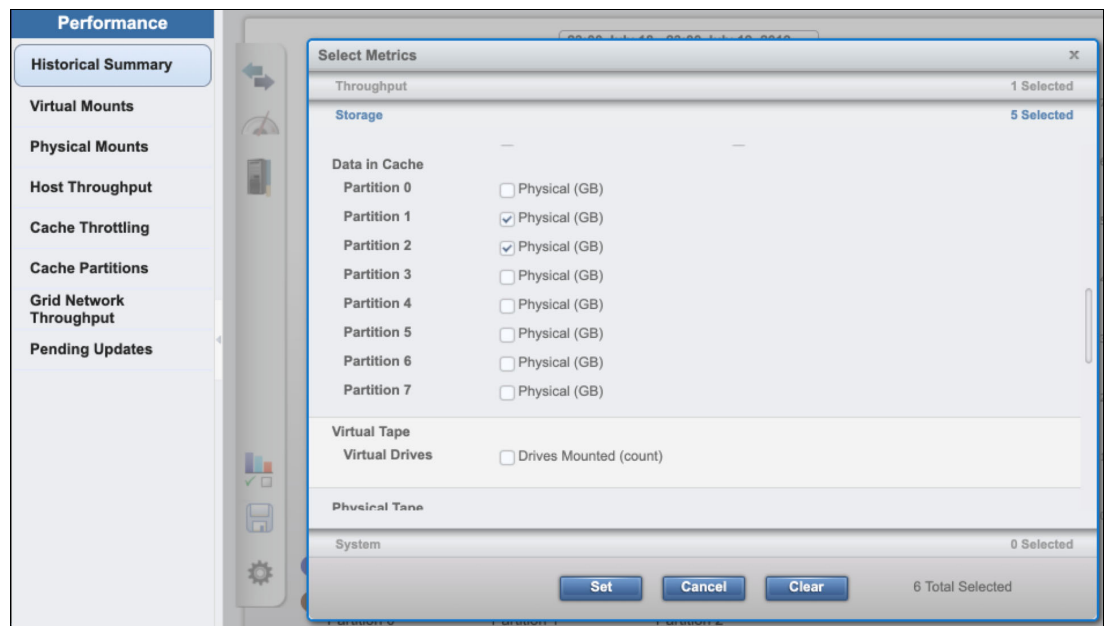 Performance
Historical Summary
Virtual Mounts
Physical Mounts
Host Throughput
Cache Throttling
Cache Partitions
Grid Network
Throughput
Pending Updates
Select Metrics x
Throughput 1 Selected
Storage 5 Selected
Data in Cache
Partition 0 Physical (GB)
Partition 1 Physical (GB)
Partition 2 Physical (GB)
Partition 3 Physical (GB)
Partition 4 Physical (GB)
Partition 5 Physical (GB)
Partition 6 Physical (GB)
Partition 7 Physical (GB)
Virtual Tape
Virtual Drives Drives Mounted (count)
Physical Tape
System 0 Selected
Set Cancel Clear 6 Total Selected